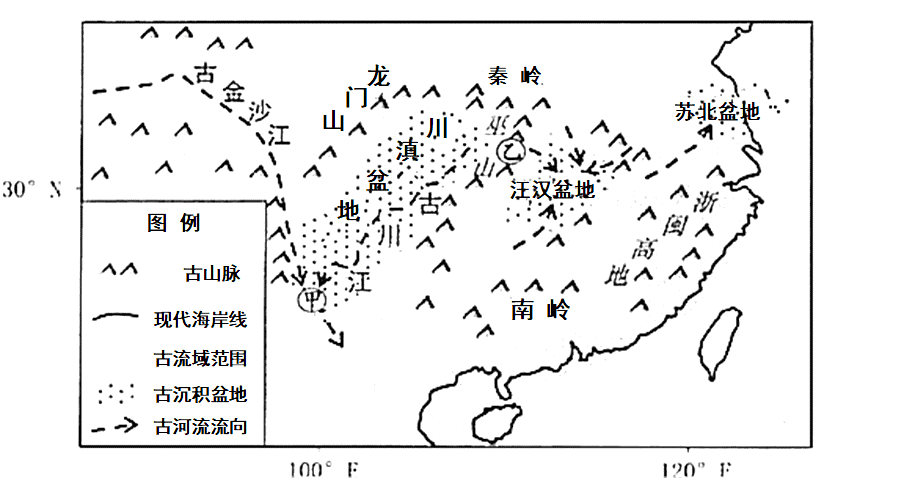 古金沙江
龙门山
秦岭
川滇盆地
巫山
乙
苏北盆地
30° N
汪汉盆地
古川江
浙闽高地
甲
南岭
图 例
古山脉
现代海岸线
古流域范围
古沉积盆地
古河流流向
100° E
120° E